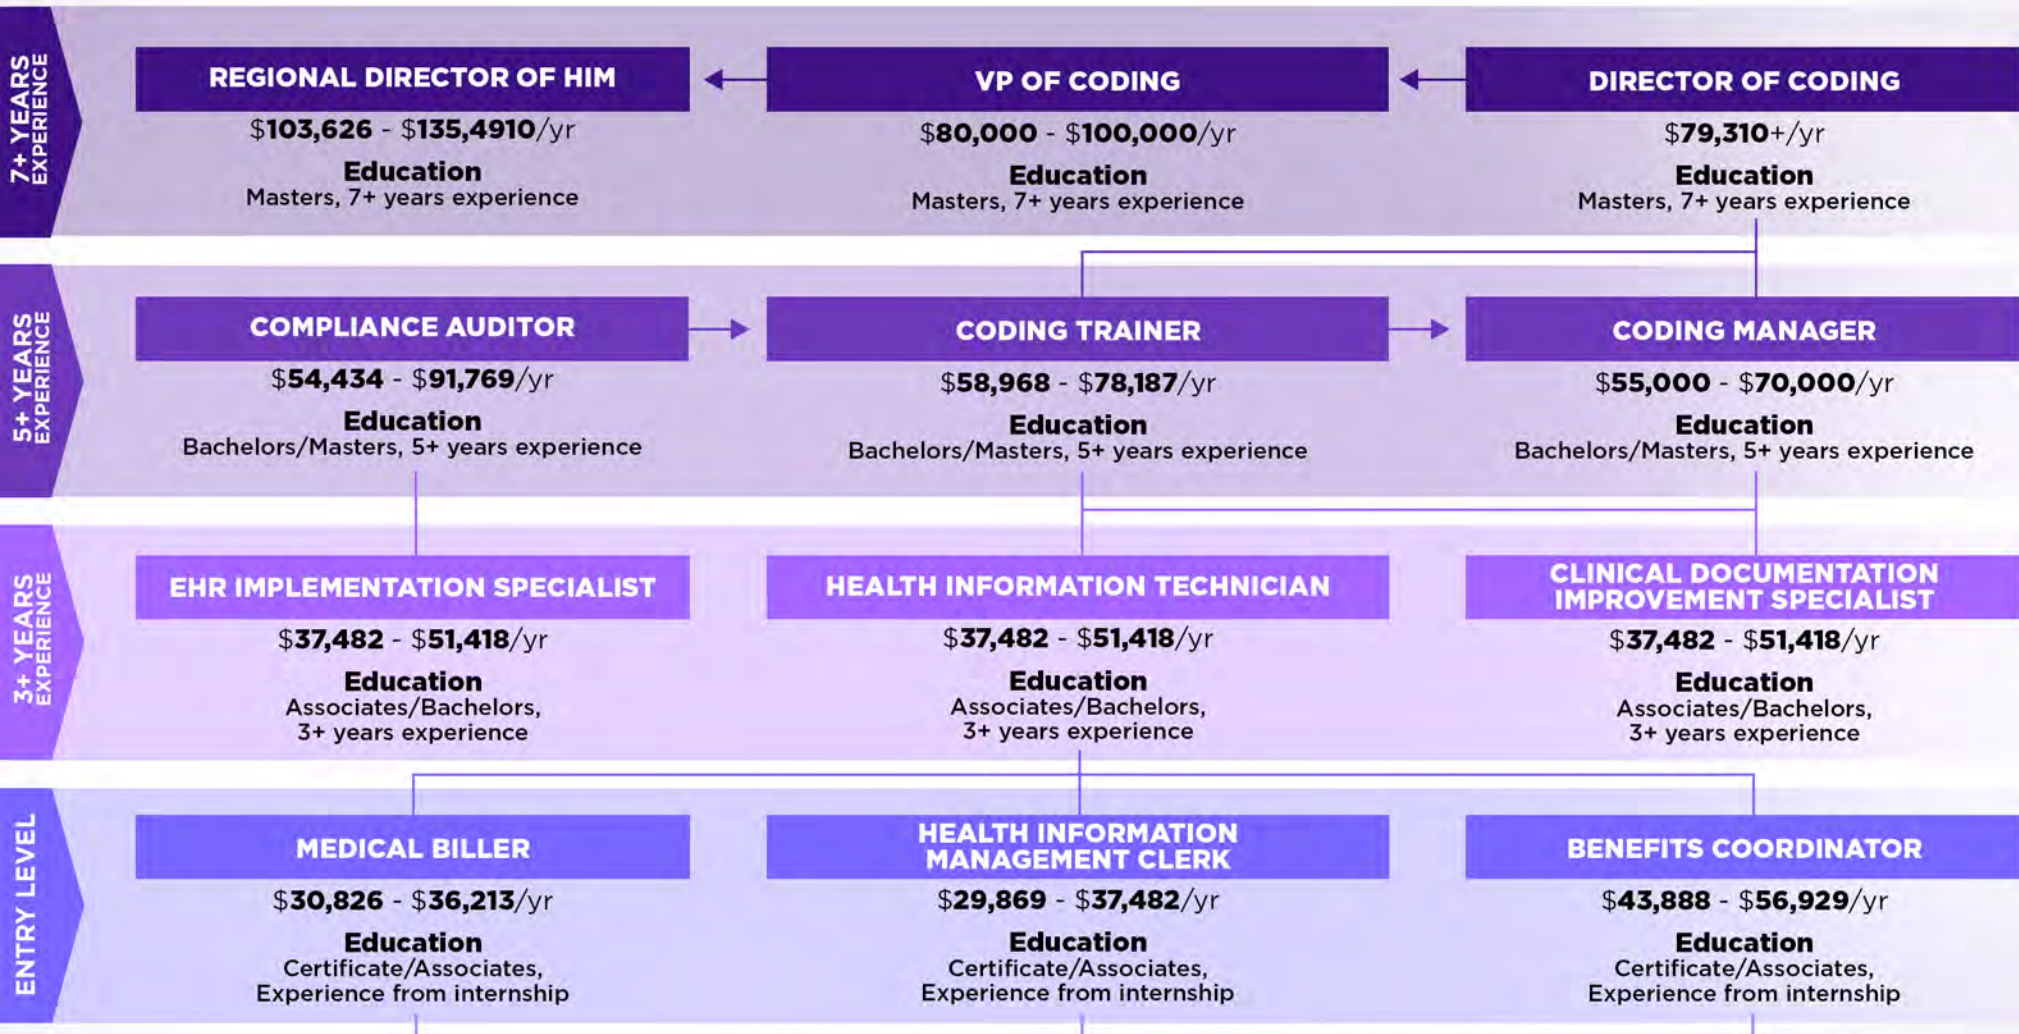 7+ YEARS
EXPERIENCE
REGIONAL DIRECTOR OF HIM
$103,626 - $135,4910/yr
Education
Masters, 7+ years experience
VP OF CODING
$80,000 - $100,000/yr
Education
Masters, 7+ years experience
DIRECTOR OF CODING
$79,310+/yr
Education
Masters, 7+ years experience
5+ YEARS
EXPERIENCE
COMPLIANCE AUDITOR
$54,434 - $91,769/yr
Education
Bachelors/Masters, 5+ years experience
CODING TRAINER
$58,968 - $78,187/yr
Education
Bachelors/Masters, 5+ years experience
CODING MANAGER
$55,000 - $70,000/yr
Education
Bachelors/Masters, 5+ years experience
3+ YEARS
EXPERIENCE
EHR IMPLEMENTATION SPECIALIST
$37,482 - $51,418/yr
Education
Associates/Bachelors,
3+ years experience
HEALTH INFORMATION TECHNICIAN
$37,482 - $51,418/yr
Education
Associates/Bachelors,
3+ years experience
CLINICAL DOCUMENTATION
IMPROVEMENT SPECIALIST
$37,482 - $51,418/yr
Education
Associates/Bachelors,
3+ years experience
ENTRY LEVEL
MEDICAL BILLER
$30,826 - $36,213/yr
Education
Certificate/Associates,
Experience from internship
HEALTH INFORMATION
MANAGEMENT CLERK
$29,869 - $37,482/yr
Education
Certificate/Associates,
Experience from internship
BENEFITS COORDINATOR
$43,888 - $56,929/yr
Education
Certificate/Associates,
Experience from internship